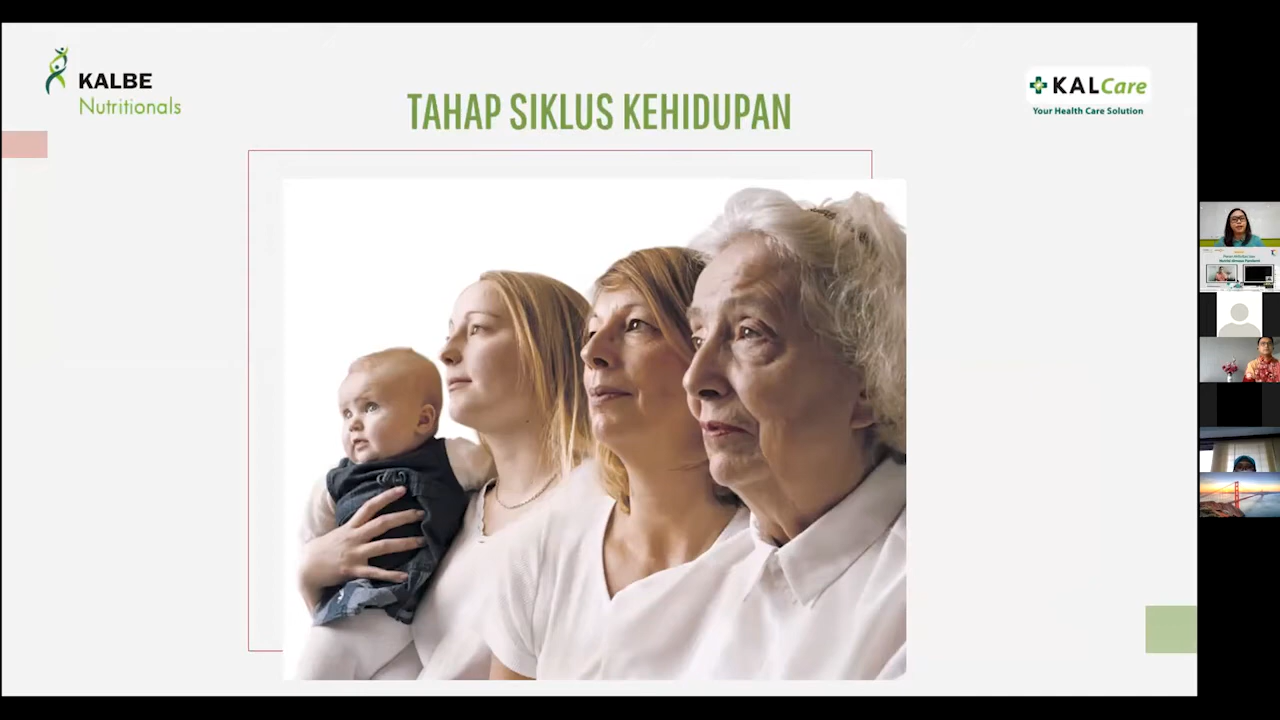 KALBE
Nutritionals
TAHAP SIKLUS KEHIDUPAN
KALCare
Your Health Care Solution